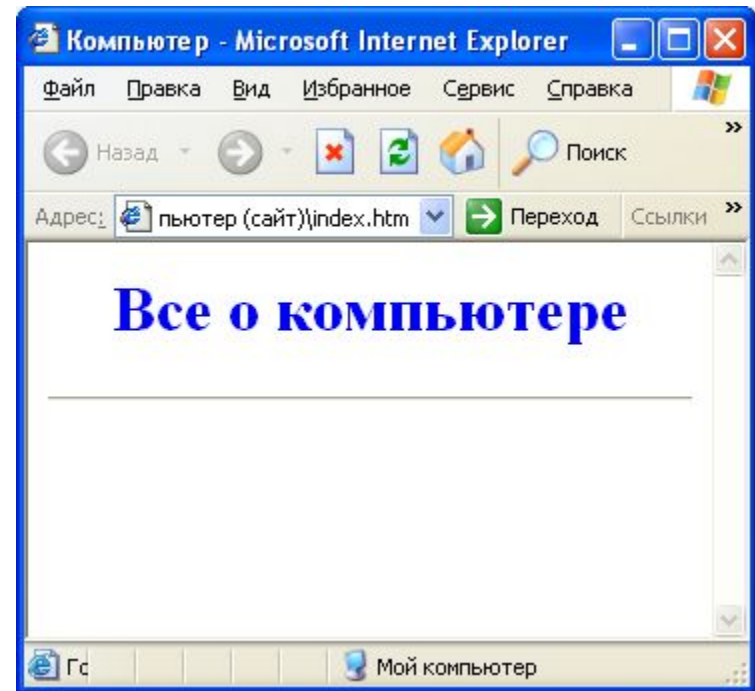 Компьютер - Microsoft Internet Explorer
Файл Правка Вид Избранное Сервис Справка
Назад Поиск »
Адрес: пьютер (сайт)\index.htm Переход Ссылки »
Все о компьютере
Мой компьютер